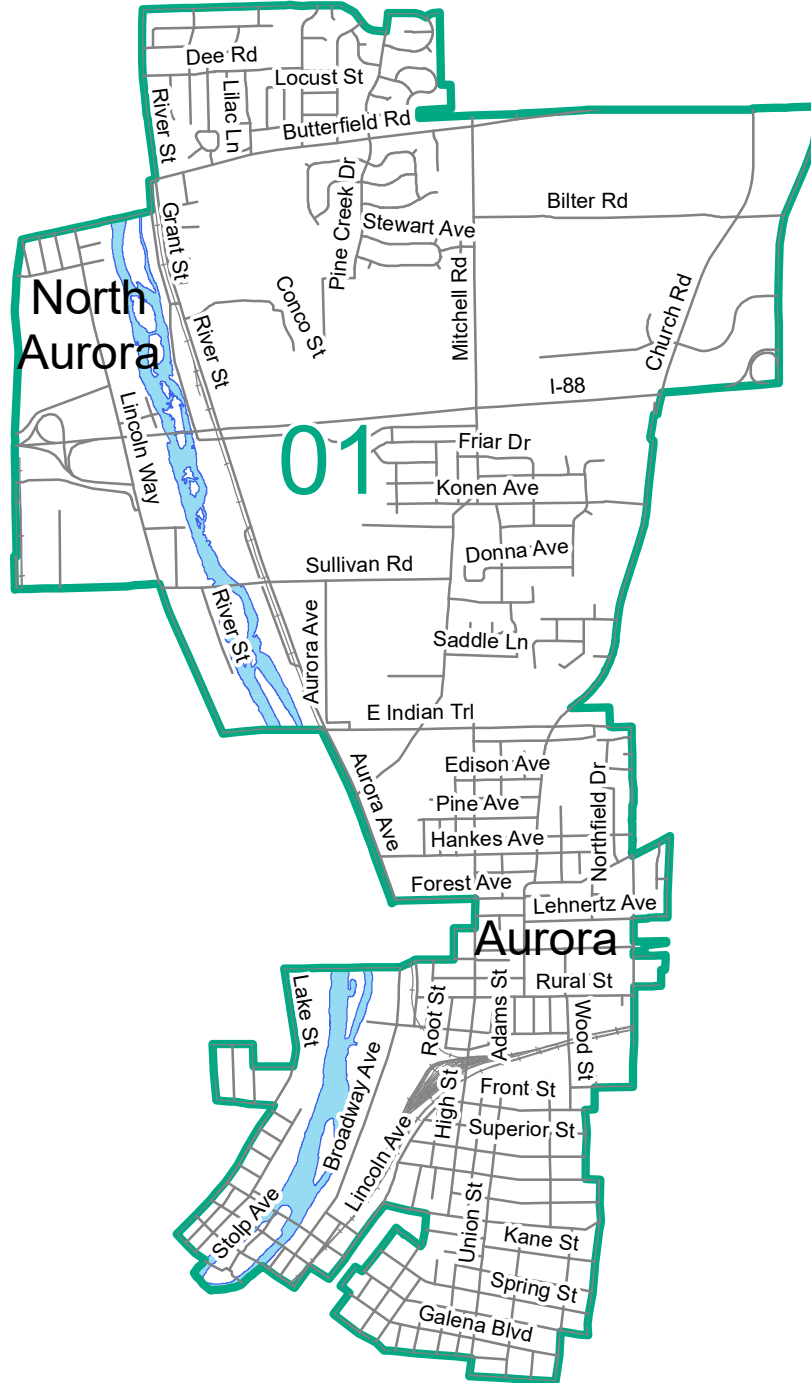 Dee Rd
Locust St
River St
Lilac Ln
Butterfield Rd
Pine Creek Dr
Grant St
Stewart Ave
Bilter Rd
Mitchell Rd
North
Aurora
Conco St
River St
Church Rd
I-88
Lincoln Way
01
Friar Dr
Konen Ave
Donna Ave
Sullivan Rd
River St
Aurora Ave
Saddle Ln
E Indian Trl
Aurora Ave
Edison Ave
Northfield Dr
Pine Ave
Hankes Ave
Forest Ave
Lehnertz Ave
Aurora
Lake St
Root St
Adams St
Rural St
Wood St
Broadway Ave
High St
Front St
Lincoln Ave
Superior St
Stolp Ave
Union St
Kane St
Spring St
Galena Blvd